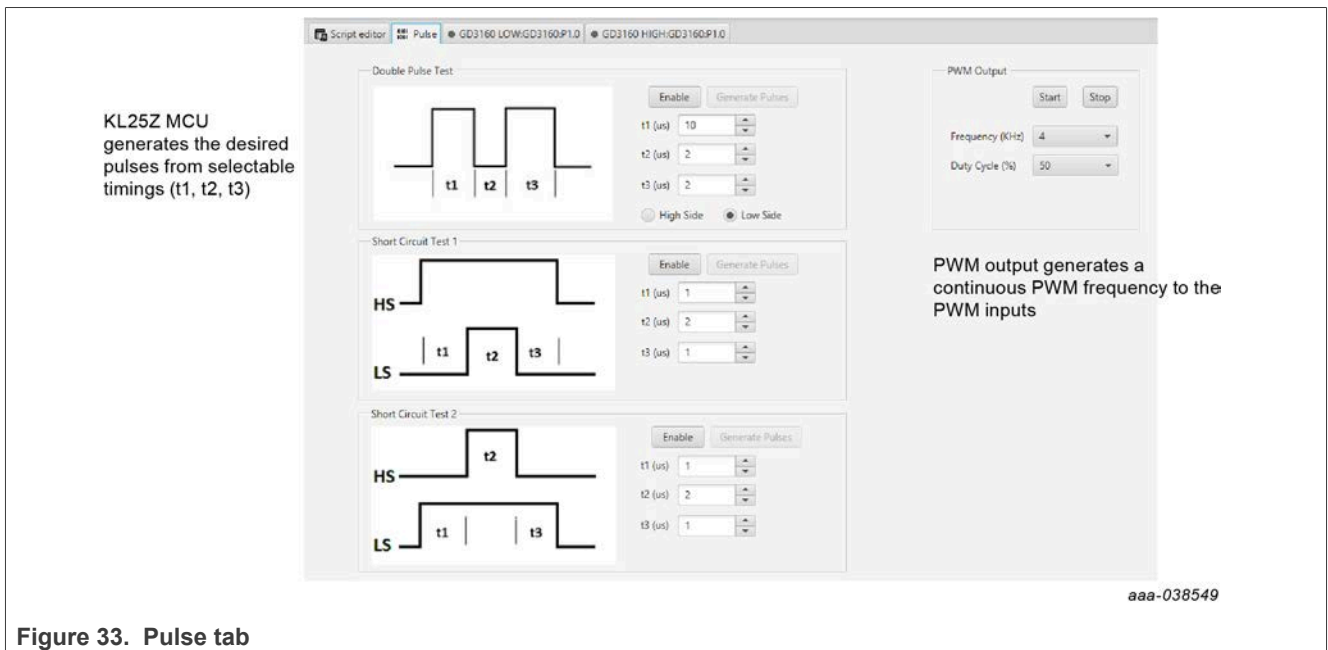 Script editor Pulse GD3160 LOW:GD3160:P1.0 GD3160 HIGH:GD3160:P1.0
KL25Z MCU
generates the desired
pulses from selectable
timings (t1, t2, t3)
Double Pulse Test
t1 t2 t3
Enable Generate Pulses
t1 (us) 10
t2 (us) 2
t3 (us) 2
High Side Low Side
Short Circuit Test 1
HS
t1 t2 t3
LS
Enable Generate Pulses
t1 (us) 1
t2 (us) 2
t3 (us) 1
Short Circuit Test 2
t2
HS
t1 t3
LS
Enable Generate Pulses
t1 (us) 1
t2 (us) 2
t3 (us) 1
PWM Output
Start Stop
Frequency (KHz) 4
Duty Cycle (%) 50
PWM output generates a
continuous PWM frequency to the
PWM inputs
aaa-038549
Figure 33. Pulse tab